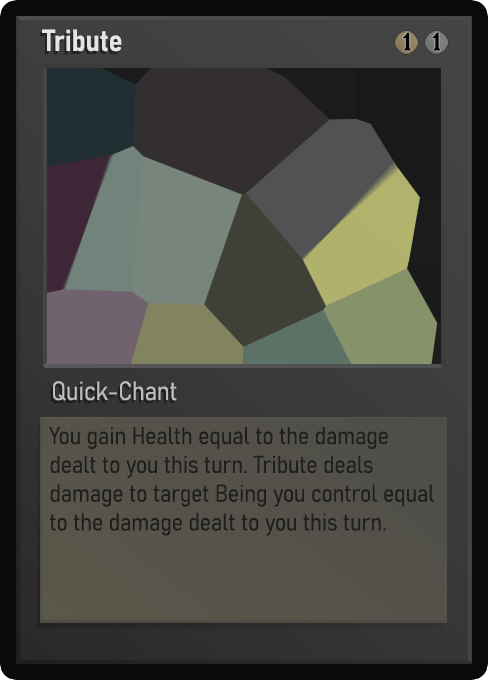 Tribute 1 1
Quick-Chant
You gain Health equal to the damage
dealt to you this turn. Tribute deals
damage to target Being you control equal
to the damage dealt to you this turn.